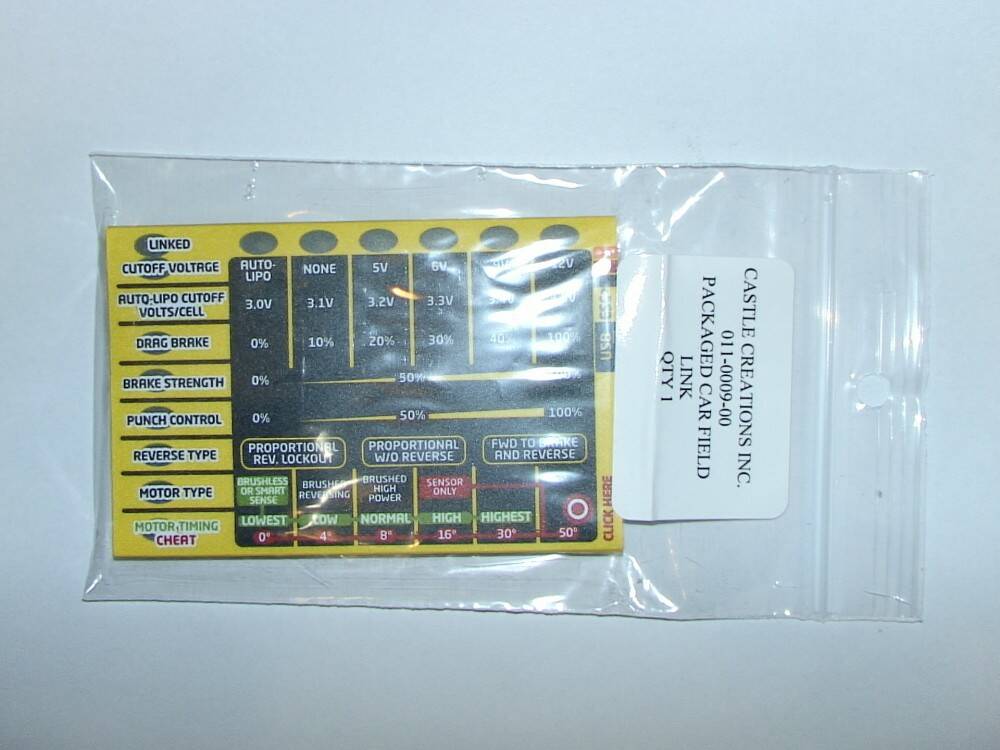 LINKED
CUTOFF VOLTAGE AUTO-LIPO NONE 5V 6V
AUTO-LIPO CUTOFF VOLTS/CELL 3.0V 3.1V 3.2V 3.3V
DRAG BRAKE 0% 10% 20% 30% 40% 100%
BRAKE STRENGTH 0% 50%
PUNCH CONTROL 0% 50% 100%
REVERSE TYPE PROPORTIONAL REV. LOCKOUT PROPORTIONAL W/O REVERSE FWD TO BRAKE AND REVERSE
MOTOR TYPE BRUSHLESS OR SMART SENSE BRUSHED REVERSING BRUSHED HIGH POWER SENSOR ONLY
MOTOR TIMING LOWEST LOW NORMAL HIGH HIGHEST
CHEAT 0° 4° 8° 16° 30° 50°
USB
CLICK HERE
CASTLE CREATIONS INC.
011-0009-00
PACKAGED CAR FIELD
LINK
QTY 1